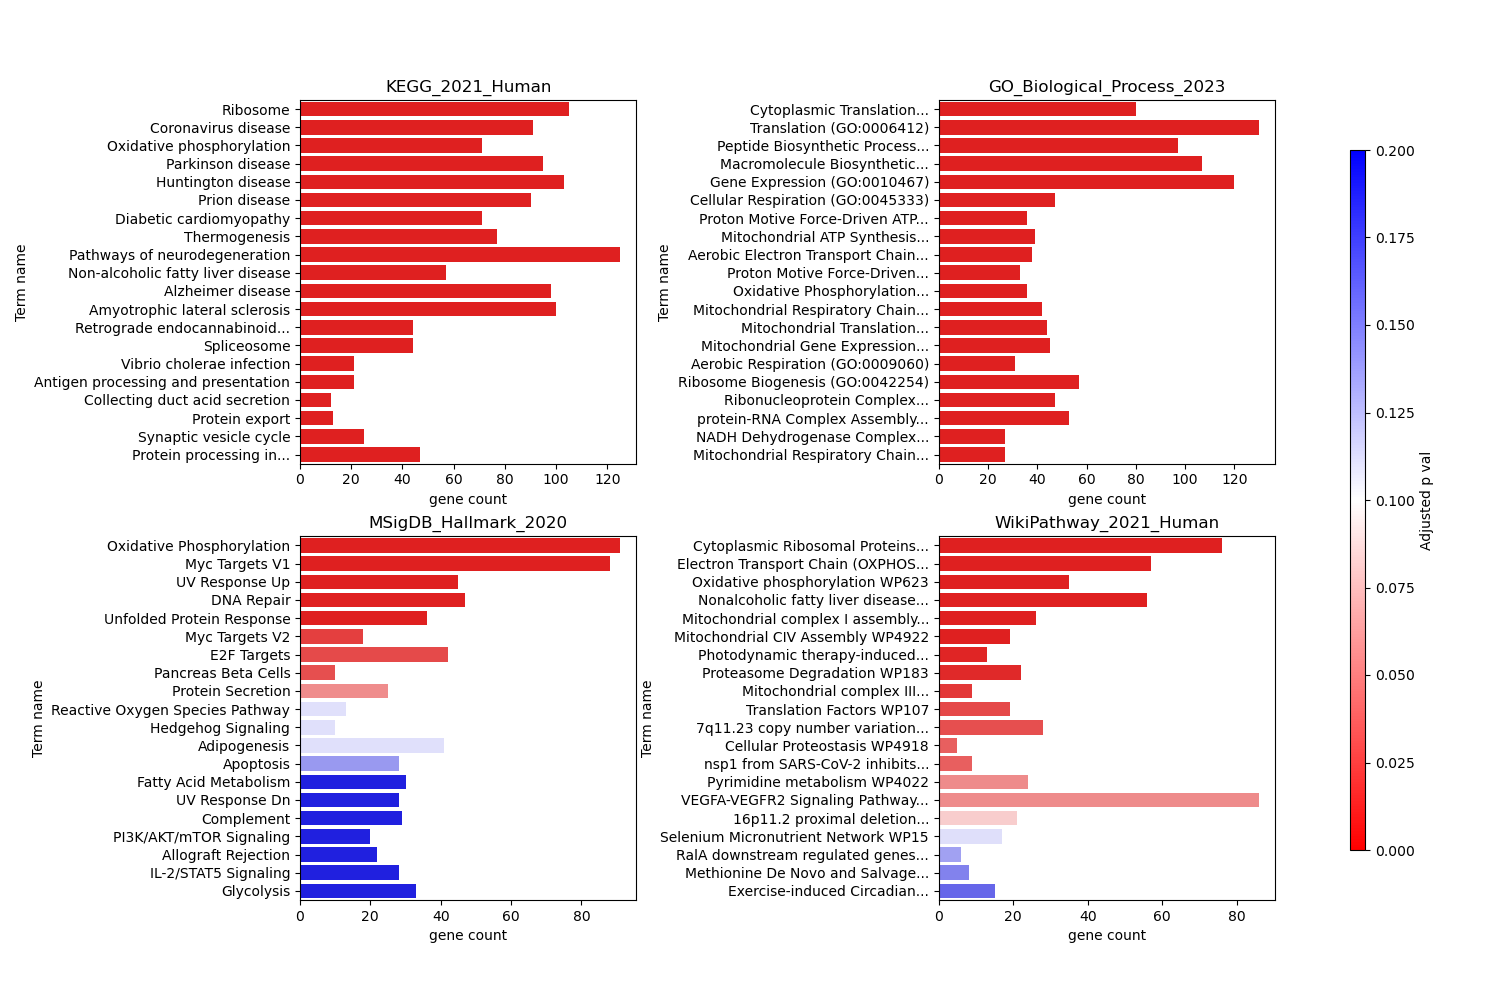 KEGG_2021_Human
Term name
Ribosome
Coronavirus disease
Oxidative phosphorylation
Parkinson disease
Huntington disease
Prion disease
Diabetic cardiomyopathy
Thermogenesis
Pathways of neurodegeneration
Non-alcoholic fatty liver disease
Alzheimer disease
Amyotrophic lateral sclerosis
Retrograde endocannabinoid...
Spliceosome
Vibrio cholerae infection
Antigen processing and presentation
Collecting duct acid secretion
Protein export
Synaptic vesicle cycle
Protein processing in...
0 20 40 60 80 100 120
gene count
GO_Biological_Process_2023
Term name
Cytoplasmic Translation...
Translation (GO:0006412)
Peptide Biosynthetic Process...
Macromolecule Biosynthetic...
Gene Expression (GO:0010467)
Cellular Respiration (GO:0045333)
Proton Motive Force-Driven ATP...
Mitochondrial ATP Synthesis...
Aerobic Electron Transport Chain...
Proton Motive Force-Driven...
Oxidative Phosphorylation...
Mitochondrial Respiratory Chain...
Mitochondrial Translation...
Mitochondrial Gene Expression...
Aerobic Respiration (GO:0009060)
Ribosome Biogenesis (GO:0042254)
Ribonucleoprotein Complex...
protein-RNA Complex Assembly...
NADH Dehydrogenase Complex...
Mitochondrial Respiratory Chain...
0 20 40 60 80 100 120
gene count
MSigDB_Hallmark_2020
Term name
Oxidative Phosphorylation
Myc Targets V1
UV Response Up
DNA Repair
Unfolded Protein Response
Myc Targets V2
E2F Targets
Pancreas Beta Cells
Protein Secretion
Reactive Oxygen Species Pathway
Hedgehog Signaling
Adipogenesis
Apoptosis
Fatty Acid Metabolism
UV Response Dn
Complement
PI3K/AKT/mTOR Signaling
Allograft Rejection
IL-2/STAT5 Signaling
Glycolysis
0 20 40 60 80
gene count
WikiPathway_2021_Human
Term name
Cytoplasmic Ribosomal Proteins...
Electron Transport Chain (OXPHOS...
Oxidative phosphorylation WP623
Nonalcoholic fatty liver disease...
Mitochondrial complex I assembly...
Mitochondrial CIV Assembly WP4922
Photodynamic therapy-induced...
Proteasome Degradation WP183
Mitochondrial complex III...
Translation Factors WP107
7q11.23 copy number variation...
Cellular Proteostasis WP4918
nsp1 from SARS-CoV-2 inhibits...
Pyrimidine metabolism WP4022
VEGFA-VEGFR2 Signaling Pathway...
16p11.2 proximal deletion...
Selenium Micronutrient Network WP15
RalA downstream regulated genes...
Methionine De Novo and Salvage...
Exercise-induced Circadian...
0 20 40 60 80
gene count
0.200
0.175
0.150
0.125
0.100
0.075
0.050
0.025
0.000
Adjusted p val